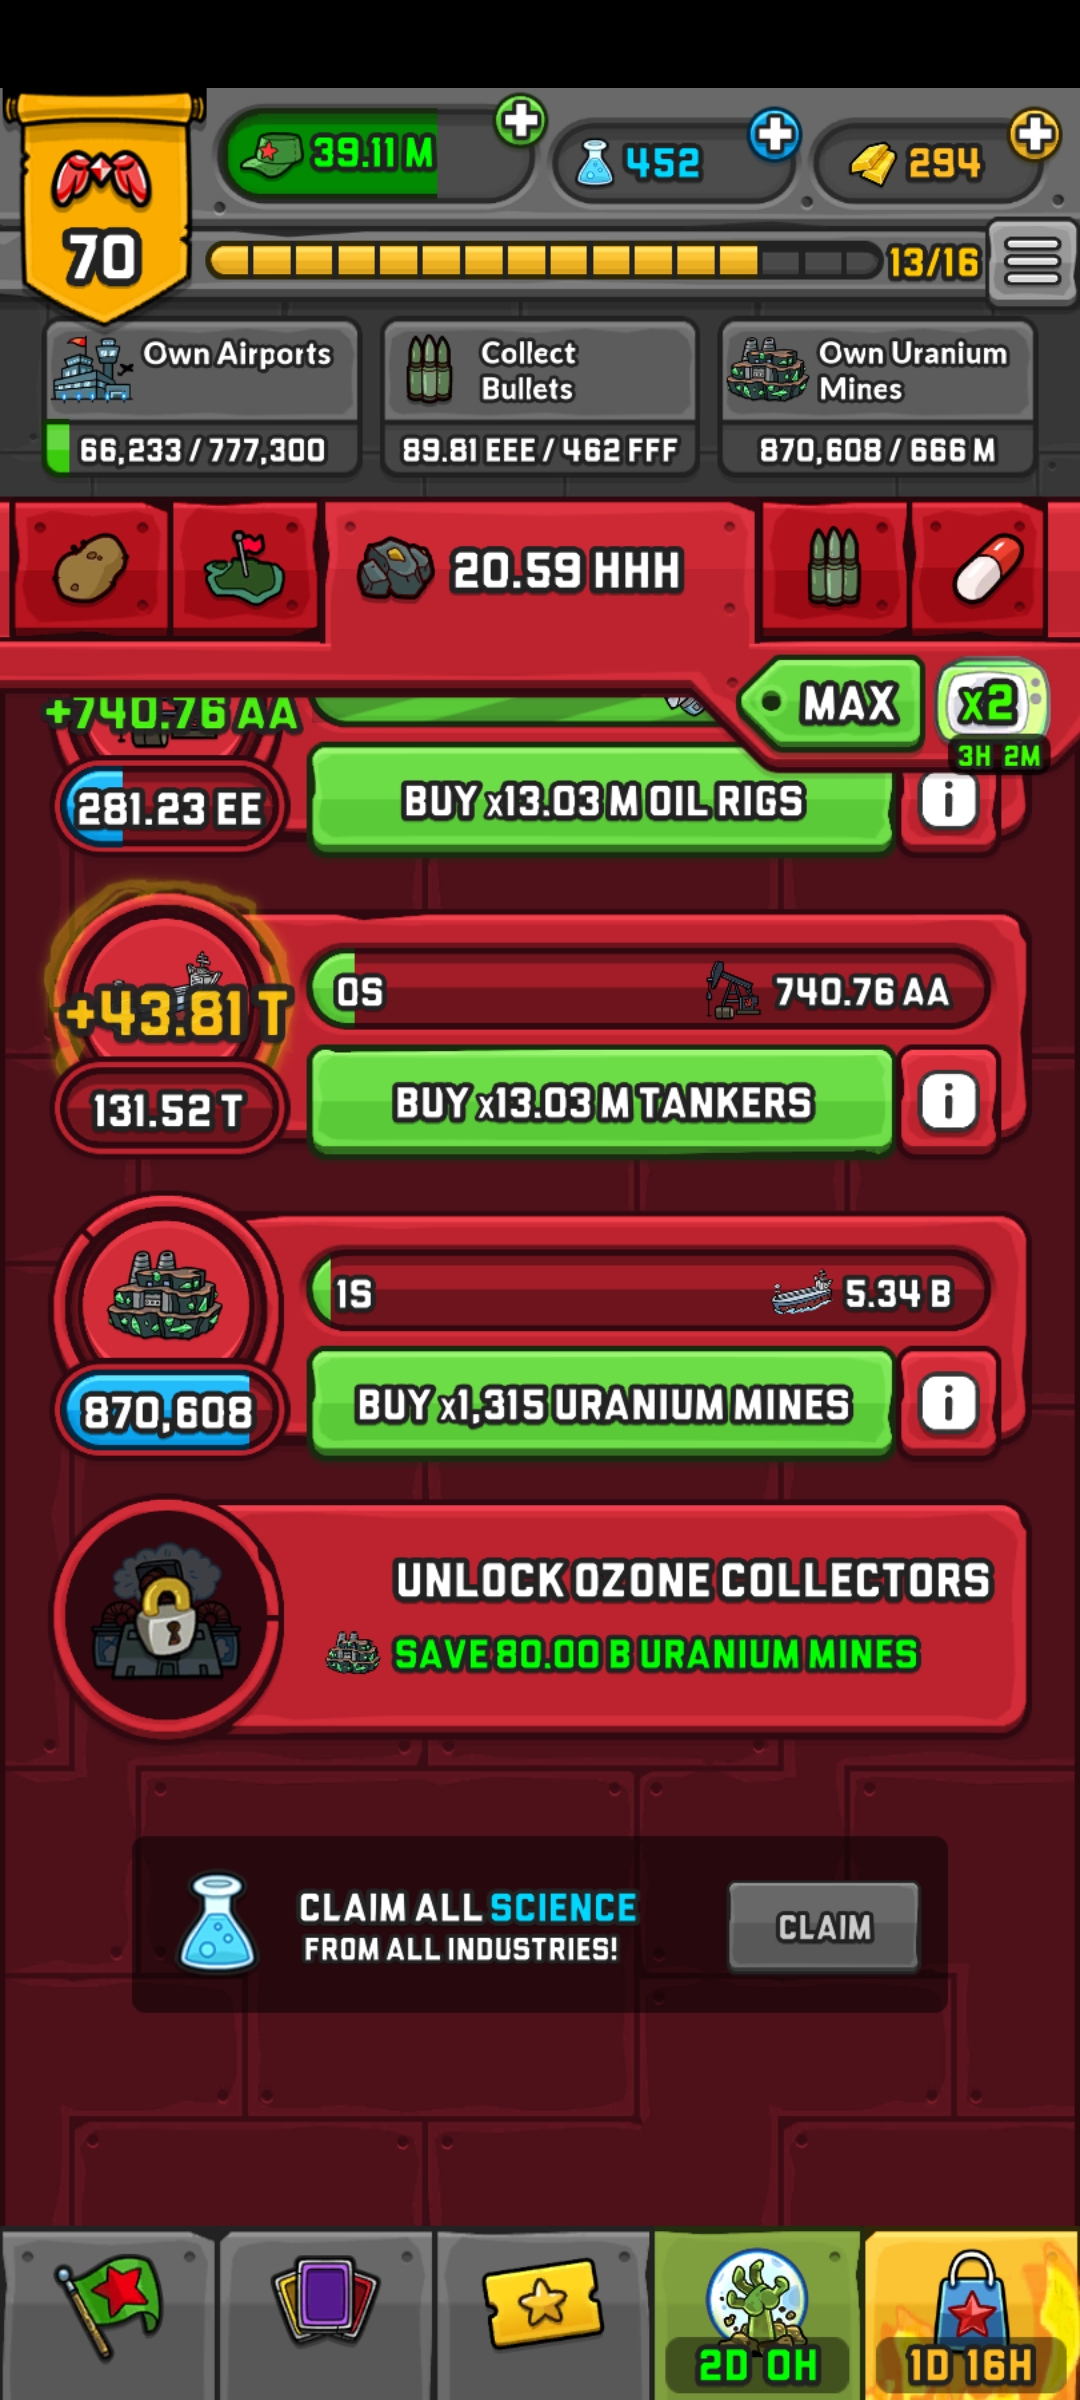 39.11 M
452
294
70
13/16
Own Airports
66,233 / 777,300
Collect
Bullets
89.81 EEE / 462 FFF
Own Uranium
Mines
870,608 / 666 M
20.59 HHH
MAX
x2
3H 2M
+740.76 AA
281.23 EE
BUY x13.03 M OIL RIGS
i
+43.81 T
0S
740.76 AA
131.52 T
BUY x13.03 M TANKERS
i
1S
5.34 B
870,608
BUY x1,315 URANIUM MINES
i
UNLOCK OZONE COLLECTORS
SAVE 80.00 B URANIUM MINES
CLAIM ALL SCIENCE
FROM ALL INDUSTRIES!
CLAIM
2D 0H
1D 16H